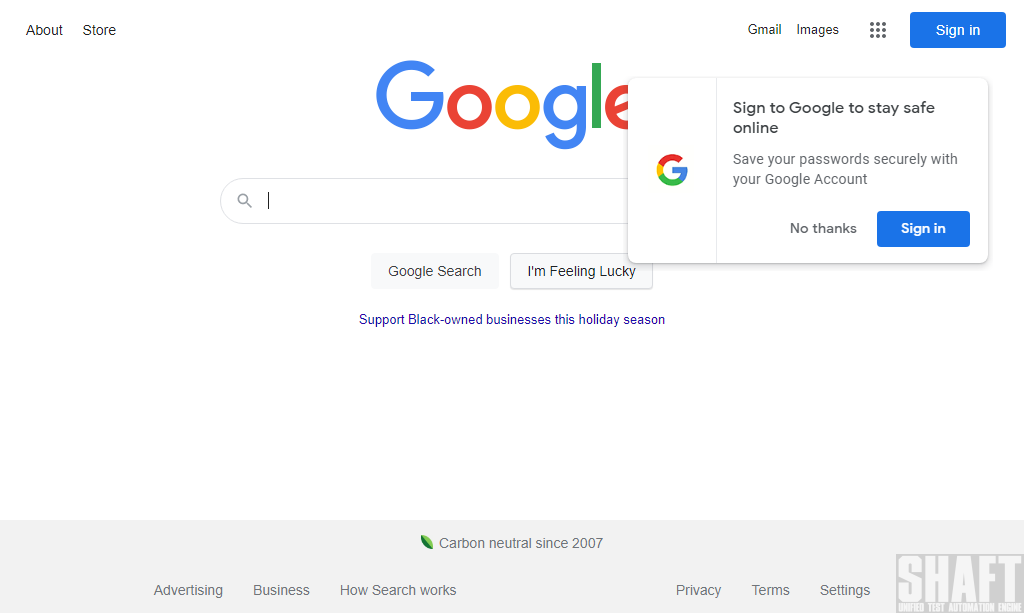 About Store
Gmail Images
Sign in
Google
Sign to Google to stay safe
online
Save your passwords securely with
your Google Account
No thanks
Sign in
Google Search
I'm Feeling Lucky
Support Black-owned businesses this holiday season
Carbon neutral since 2007
Advertising Business How Search works
Privacy Terms Settings
SHAFT
UNIFIED TEST AUTOMATION ENGINE